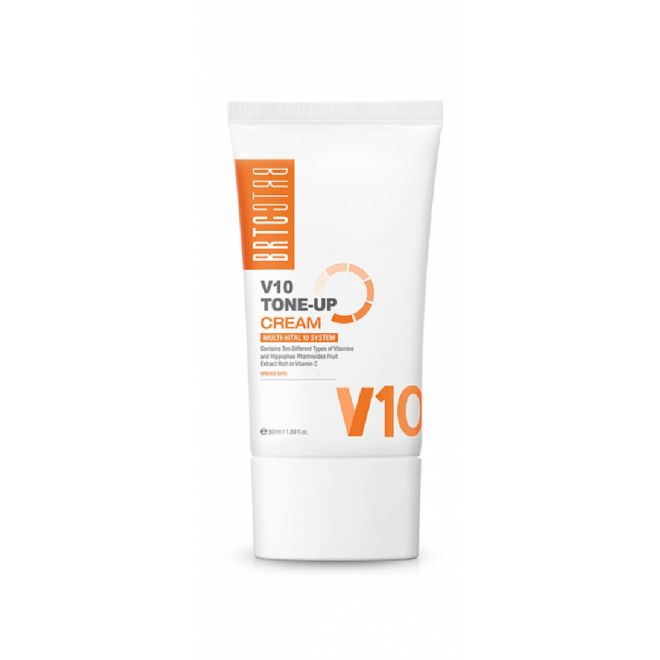 BRTC
V10
TONE-UP
CREAM
MULTI-VITAL 10 SYSTEM
Contains Ten Different Types of Vitamins
and Hippophae Rhamnoides Fruit
Extract Rich in Vitamin C
V10
℮ 50ml / 1.69fl.oz.